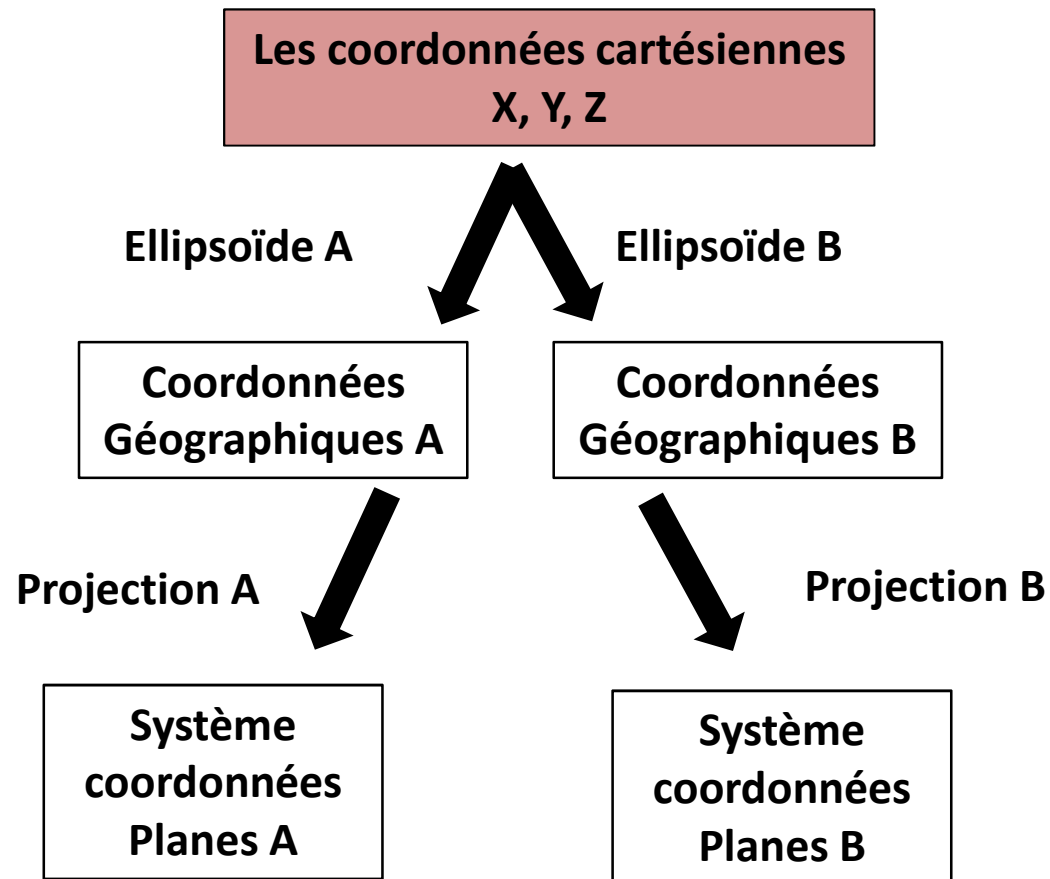 Les coordonnées cartésiennes
X, Y, Z
Ellipsoïde A
Ellipsoïde B
Coordonnées
Géographiques A
Coordonnées
Géographiques B
Projection A
Projection B
Système
coordonnées
Planes A
Système
coordonnées
Planes B